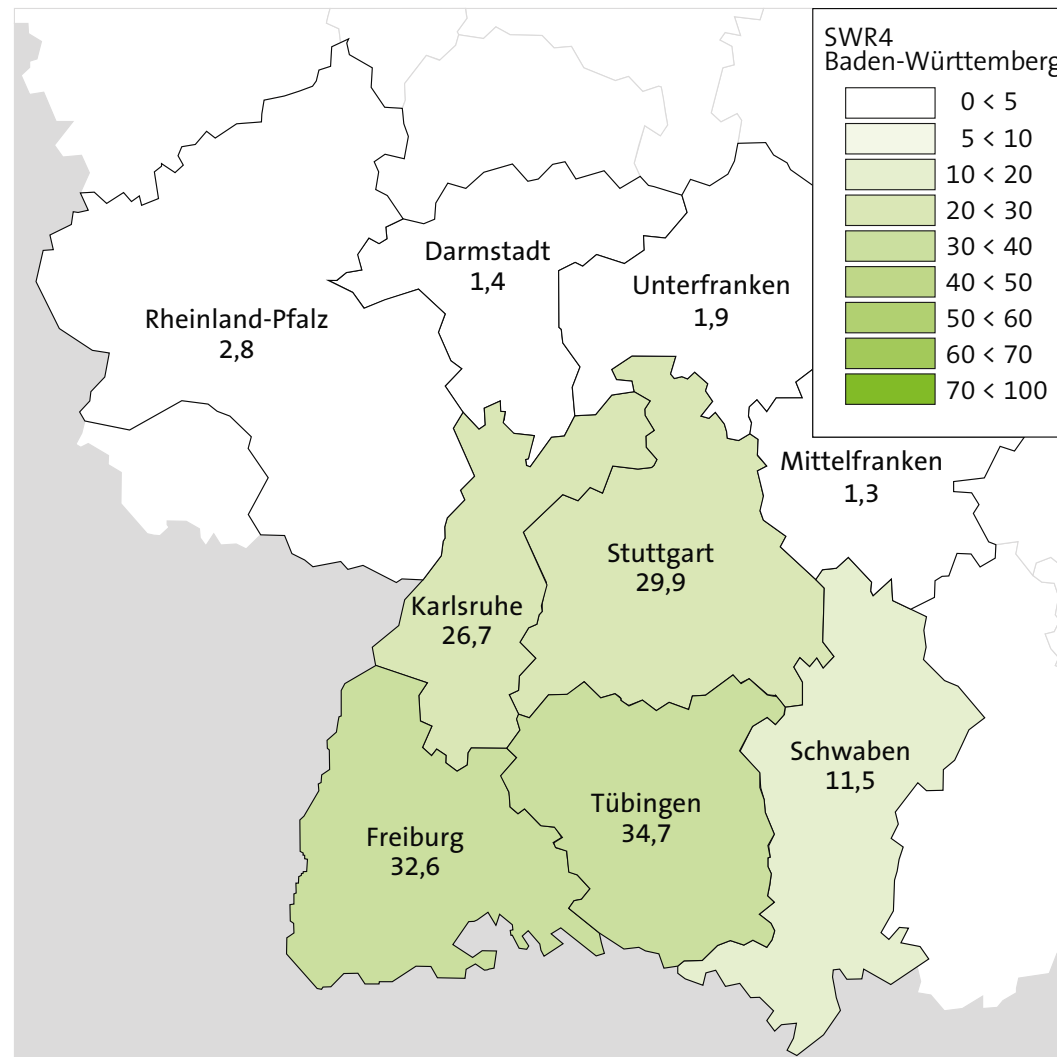 SWR4
Baden-Württemberg
0 < 5
5 < 10
10 < 20
20 < 30
30 < 40
40 < 50
50 < 60
60 < 70
70 < 100
Darmstadt
1,4
Unterfranken
1,9
Rheinland-Pfalz
2,8
Mittelfranken
1,3
Stuttgart
29,9
Karlsruhe
26,7
Schwaben
11,5
Tübingen
34,7
Freiburg
32,6